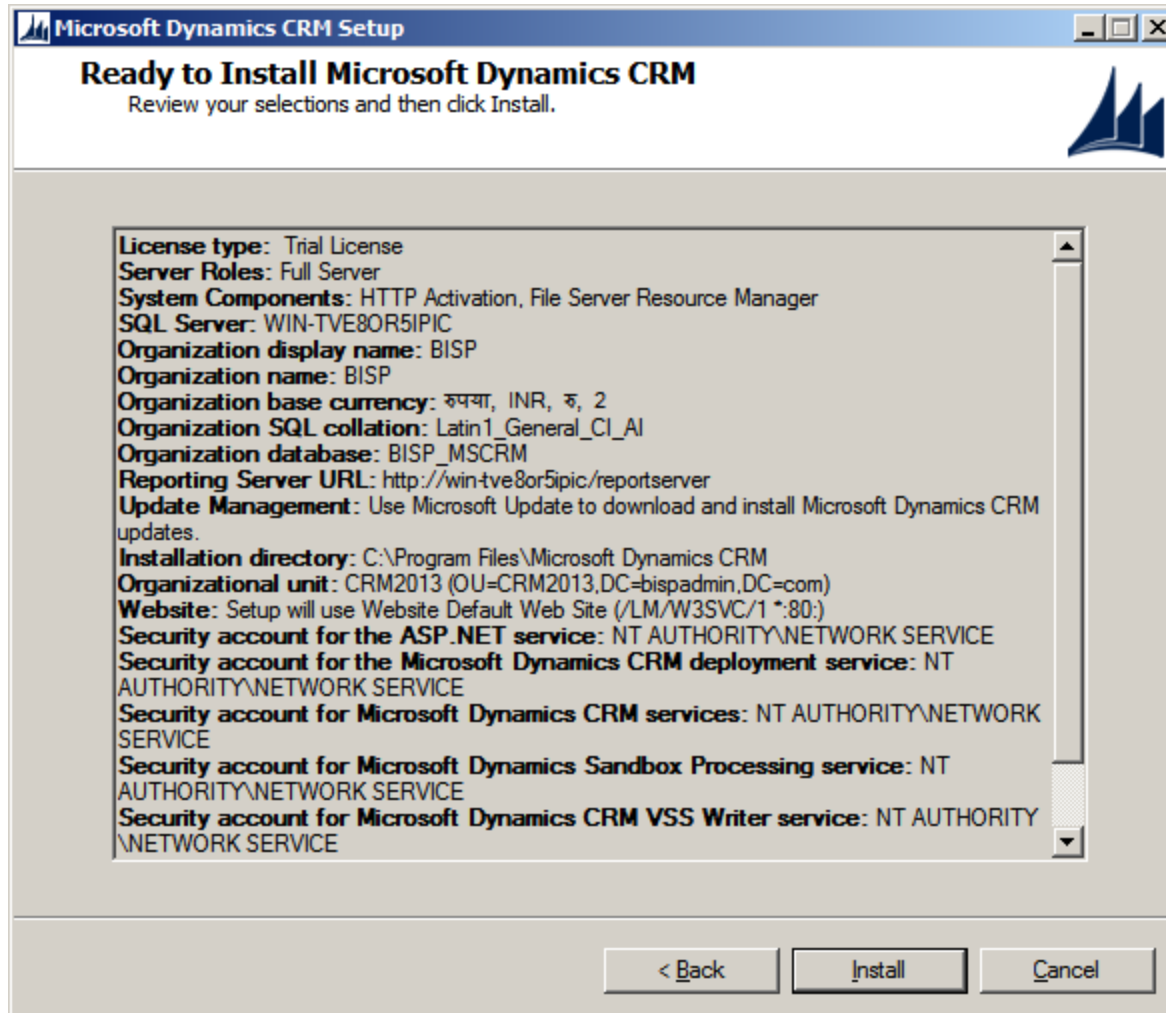 Microsoft Dynamics CRM Setup
Ready to Install Microsoft Dynamics CRM
Review your selections and then click Install.
License type: Trial License
Server Roles: Full Server
System Components: HTTP Activation, File Server Resource Manager
SQL Server: WIN-TVE8OR5IPIC
Organization display name: BISP
Organization name: BISP
Organization base currency: रुपया, INR, रु, 2
Organization SQL collation: Latin1_General_CI_AI
Organization database: BISP_MSCRM
Reporting Server URL: http://win-tve8or5ipic/reportserver
Update Management: Use Microsoft Update to download and install Microsoft Dynamics CRM
updates.
Installation directory: C:\Program Files\Microsoft Dynamics CRM
Organizational unit: CRM2013 (OU=CRM2013,DC=bispadmin,DC=com)
Website: Setup will use Website Default Web Site (/LM/W3SVC/1 *:80:)
Security account for the ASP.NET service: NT AUTHORITY\NETWORK SERVICE
Security account for the Microsoft Dynamics CRM deployment service: NT
AUTHORITY\NETWORK SERVICE
Security account for Microsoft Dynamics CRM services: NT AUTHORITY\NETWORK
SERVICE
Security account for Microsoft Dynamics Sandbox Processing service: NT
AUTHORITY\NETWORK SERVICE
Security account for Microsoft Dynamics CRM VSS Writer service: NT AUTHORITY
\NETWORK SERVICE
< Back
Install
Cancel